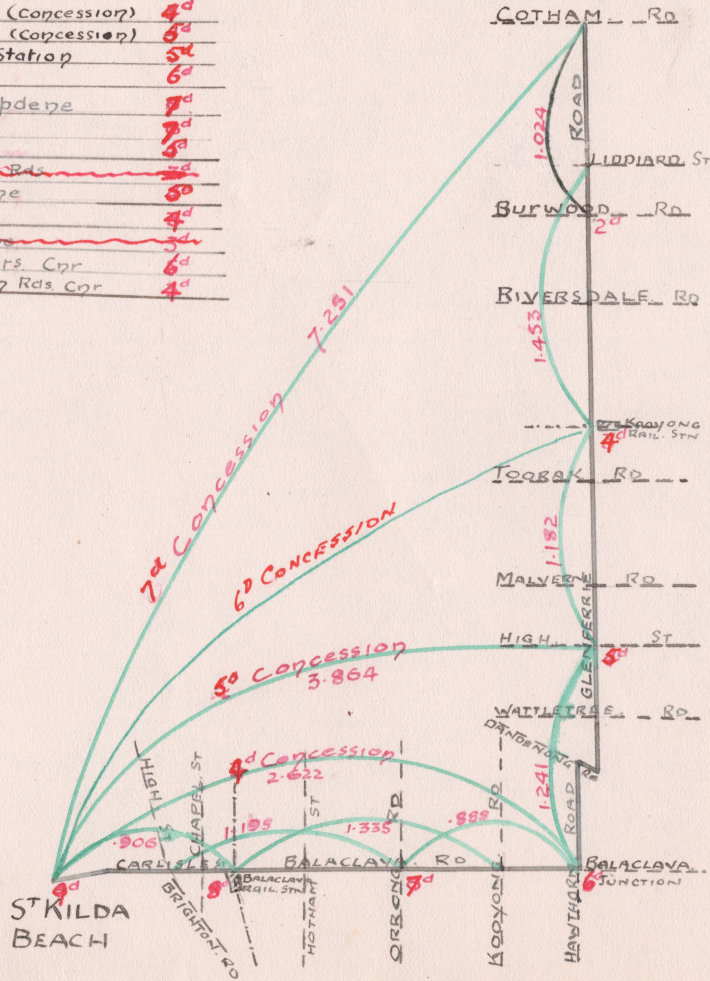 (Concession) 4d
(Concession) 5d
Station 5d
6d
pdene
5d
Rds
ne 5d
4d
rs. Cnr 6d
n Rds. Cnr 4d
COTHAM RD
ROAD
1.024
LIDDIARD ST
BURWOOD RD
2d
RIVERSDALE RD
7.251
1.453
KOOYONG
RAIL. STN
4d
TOORAK RD
7d Concession
6D CONCESSION
1.182
MALVERN RD
GLENFERRIE
HIGH ST
5d
5d Concession
3.864
WATTLETREE RD
DANDENONG RD
4d Concession
2.622
1.241
HIGH ST
CHAPEL. ST
.906
1.195
1.335
.888
CARLISLE S
BALACLAVA RD
BALACLAVA
JUNCTION
BALACLAVA
RAIL. STN
9d
8d
7d
6d
ST KILDA
BEACH
BRIGHTON. RD
HOTHAM ST
ORRONG RD
KOOYONG RD
HAWTHORN ROAD